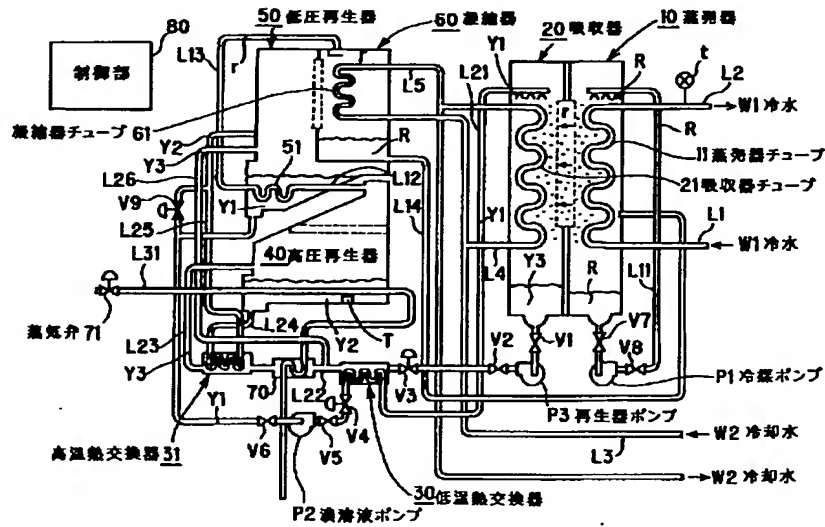 80
制御部
50 低圧再生器
60 凝縮器
20 吸収器
10 蒸発器
L13
r
r
L5
L21
Y1
R
t
L2
W1 冷水
R
凝縮器チューブ 61
R
r
11 蒸発器チューブ
21 吸収器チューブ
Y2
Y3
51
L26
L12
V9
Y1
L14
Y1
L25
L1
W1 冷水
L31
40 高圧再生器
L4
Y3
R
L11
蒸気弁 71
L24
T
Y2
L23
V2
V1
V7
V8
Y3
V3
P1 冷媒ポンプ
70
L22
P3 再生器ポンプ
Y1
V6
V5
V4
W2 冷却水
高温熱交換器 31
L3
W2 冷却水
30 低温熱交換器
P2 濃溶液ポンプ